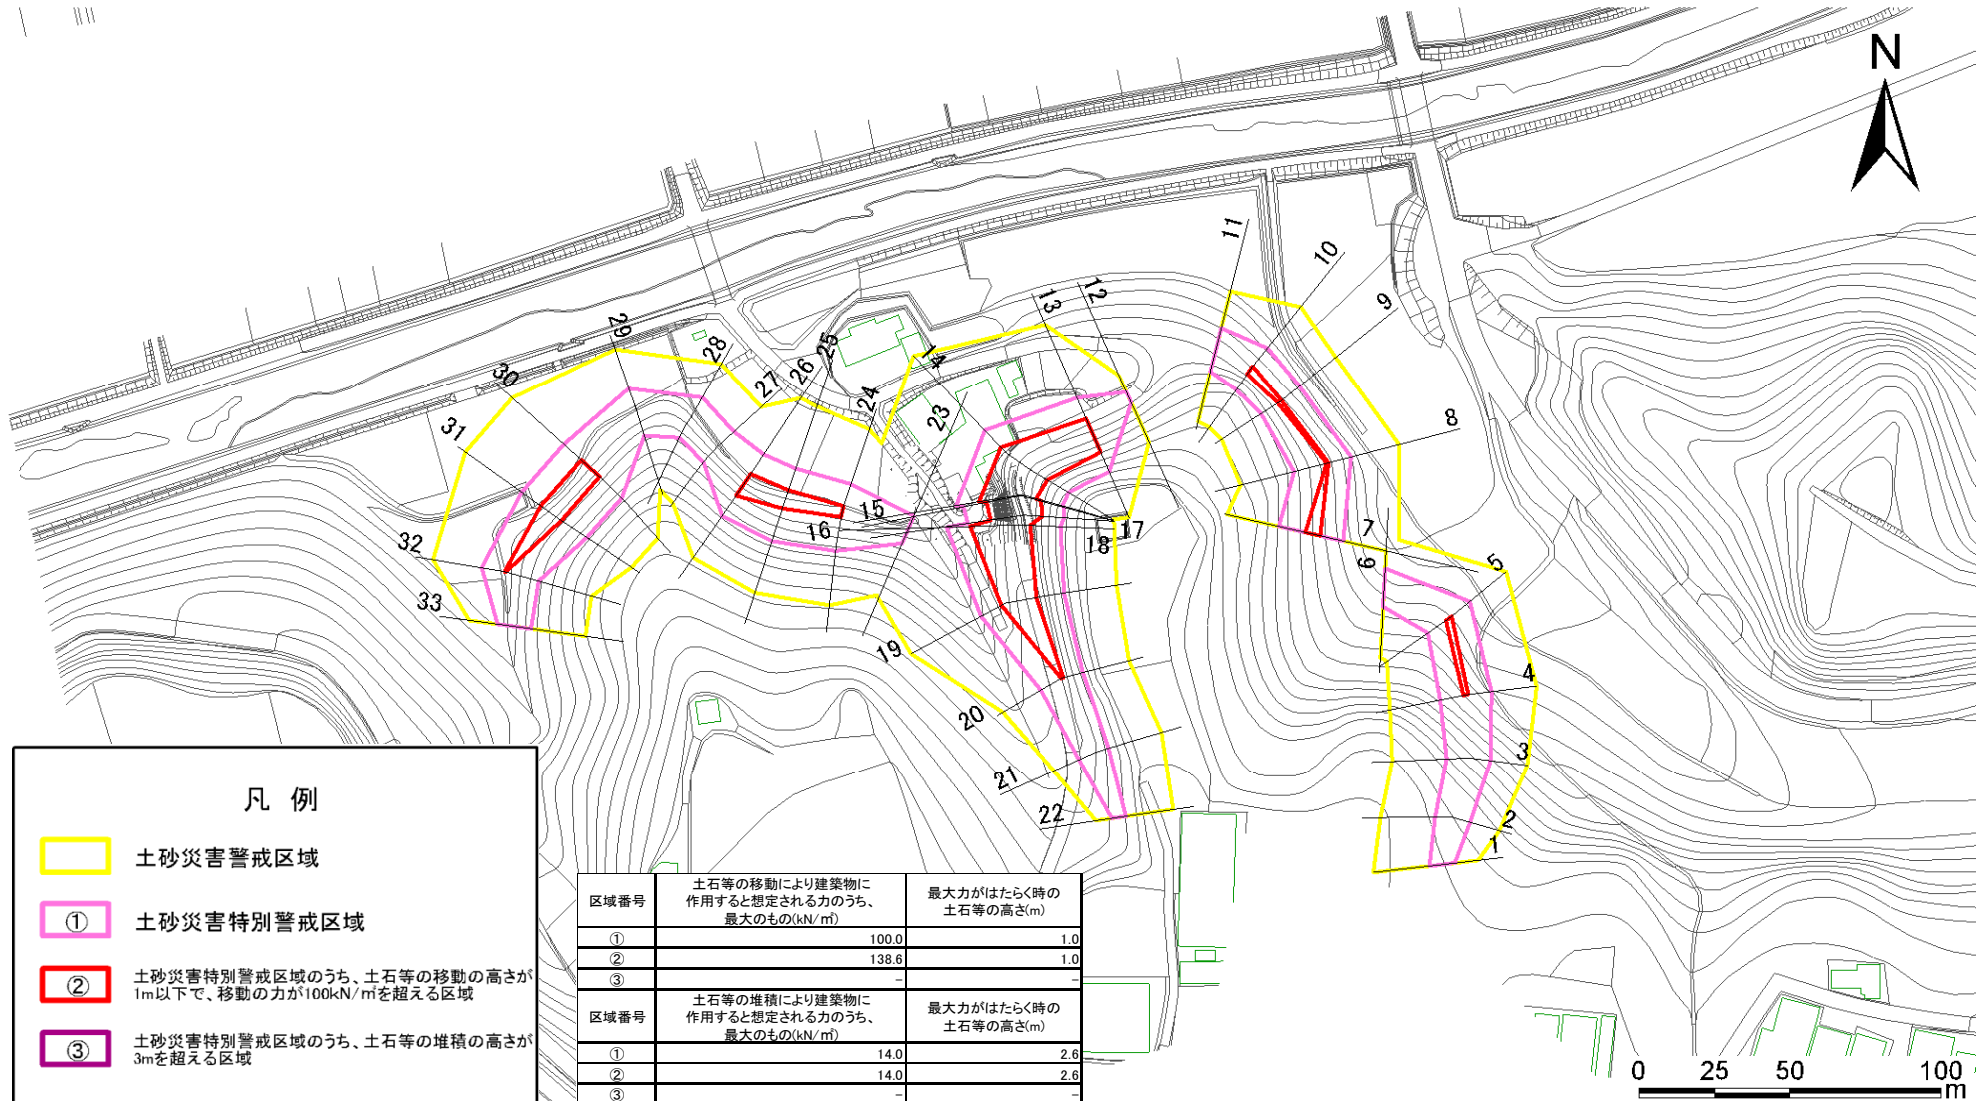 N
11
10
9
12
13
14
8
29
28
27
26
25
24
23
30
31
32
33
15
16
17
18
7
6
5
4
3
2
1
19
20
21
22
凡 例
土砂災害警戒区域
① 土砂災害特別警戒区域
② 土砂災害特別警戒区域のうち、土石等の移動の高さが
1m以下で、移動の力が100kN/㎡を超える区域
③ 土砂災害特別警戒区域のうち、土石等の堆積の高さが
3mを超える区域
区域番号 土石等の移動により建築物に
作用すると想定される力のうち、
最大のもの(kN/㎡) 最大力がはたらく時の
土石等の高さ(m)
① 100.0 1.0
② 138.6 1.0
③ - -
区域番号 土石等の堆積により建築物に
作用すると想定される力のうち、
最大のもの(kN/㎡) 最大力がはたらく時の
土石等の高さ(m)
① 14.0 2.6
② 14.0 2.6
③ - -
0 25 50 100
m